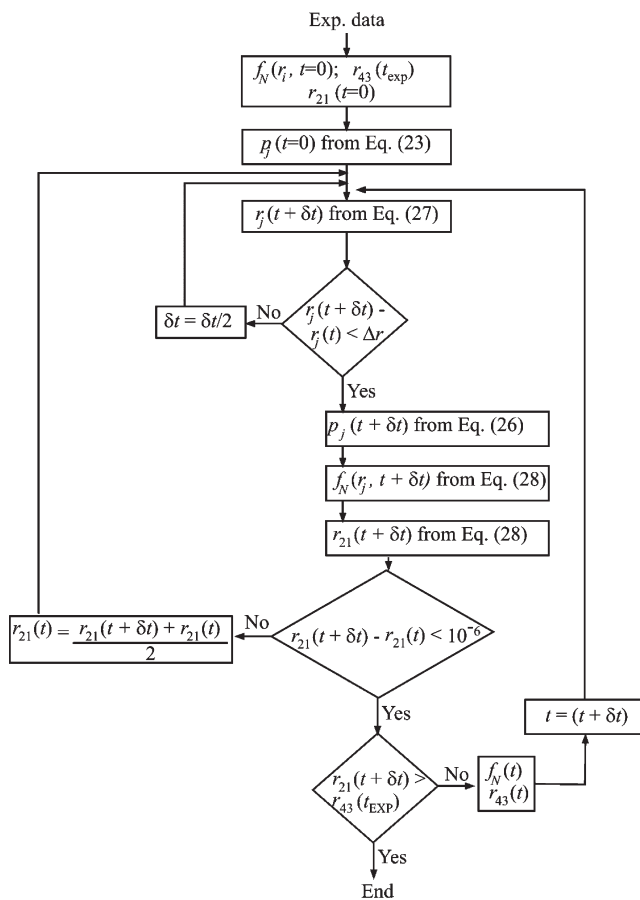 Exp. data
f_N(r_i, t=0); r_43(t_exp)
r_21(t=0)
p_j(t=0) from Eq. (23)
r_j(t + δt) from Eq. (27)
δt = δt/2
No
r_j(t + δt) -
r_j(t) < Δr
Yes
p_j(t + δt) from Eq. (26)
f_N(r_j, t + δt) from Eq. (28)
r_21(t + δt) from Eq. (28)
r_21(t) = r_21(t + δt) + r_21(t)
2
No
r_21(t + δt) - r_21(t) < 10^-6
Yes
t = (t + δt)
r_21(t + δt) >
r_43(t_EXP)
No
f_N(t)
r_43(t)
Yes
End